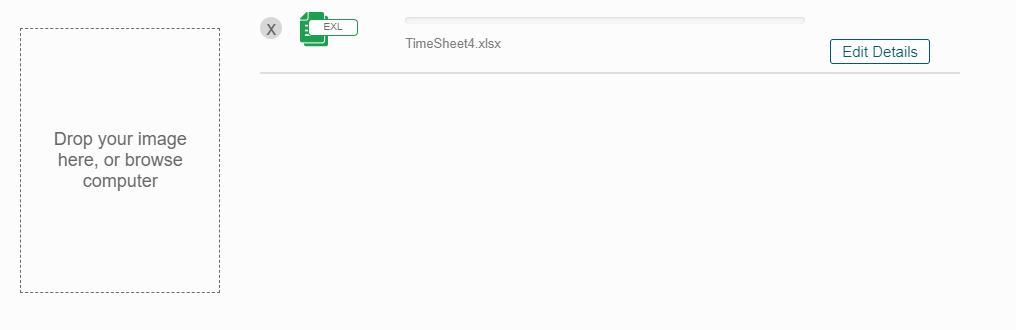 X
EXL
TimeSheet4.xlsx
Edit Details
Drop your image
here, or browse
computer